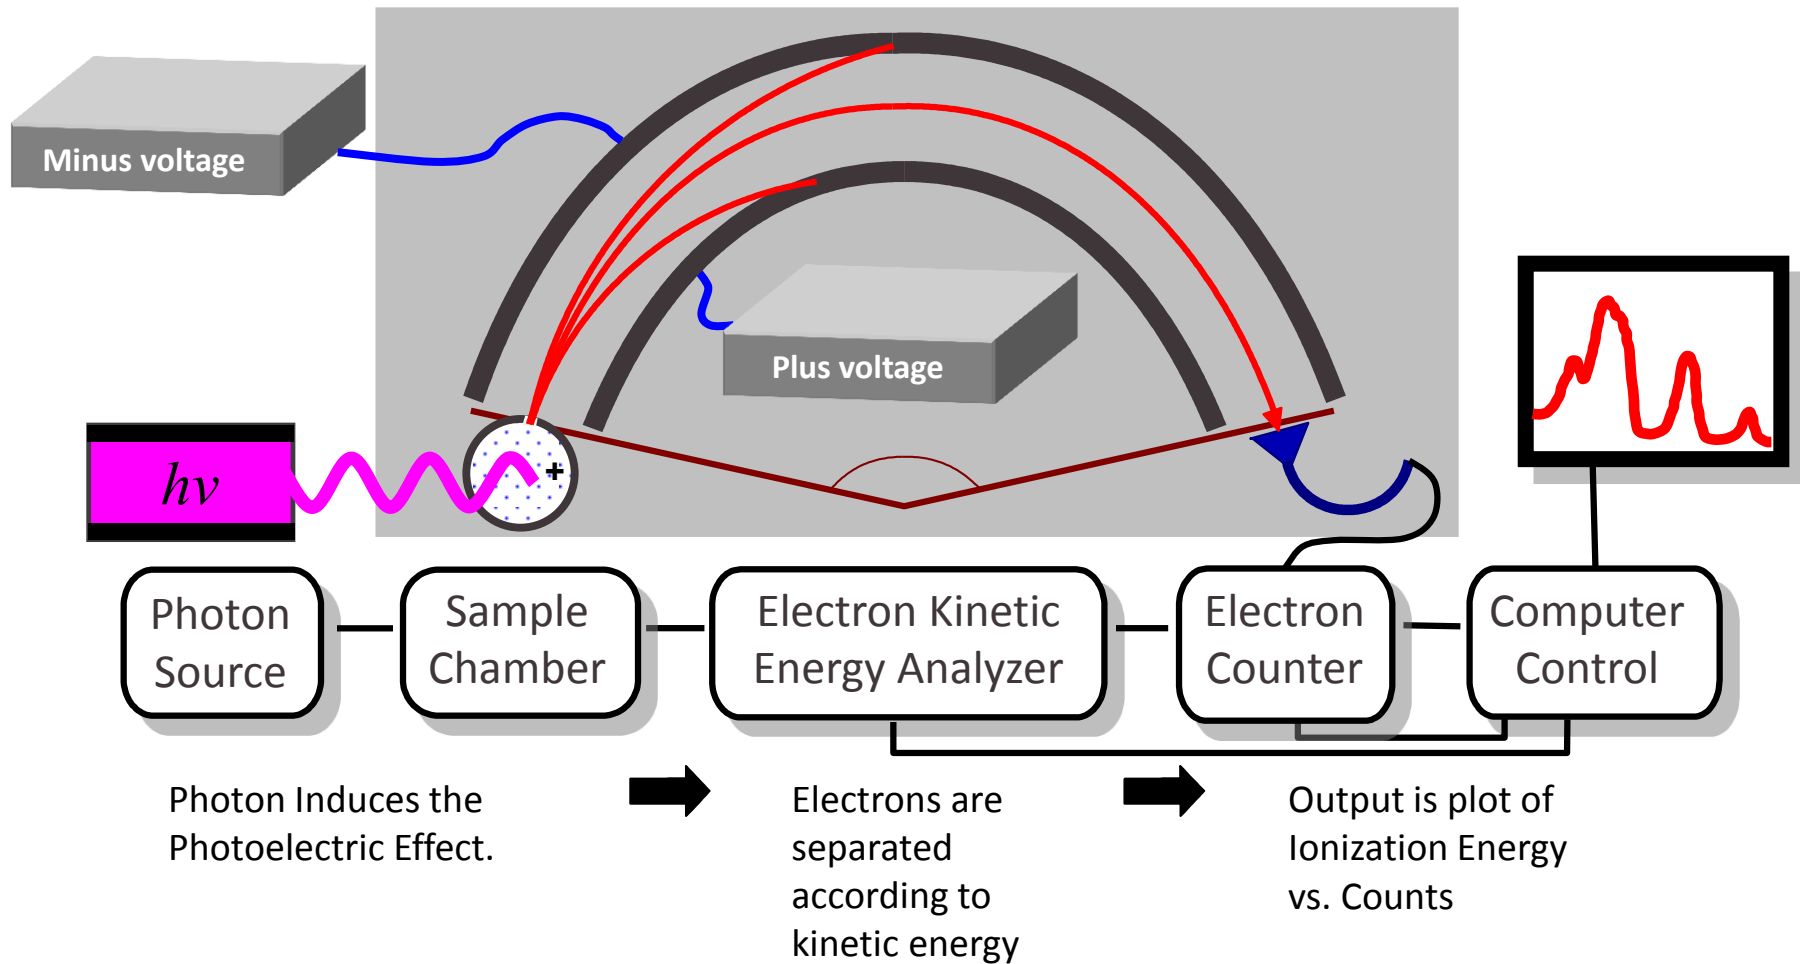 Minus voltage
Plus voltage
hν
+
Photon
Source
Sample
Chamber
Electron Kinetic
Energy Analyzer
Electron
Counter
Computer
Control
Photon Induces the
Photoelectric Effect.
Electrons are
separated
according to
kinetic energy
Output is plot of
Ionization Energy
vs. Counts